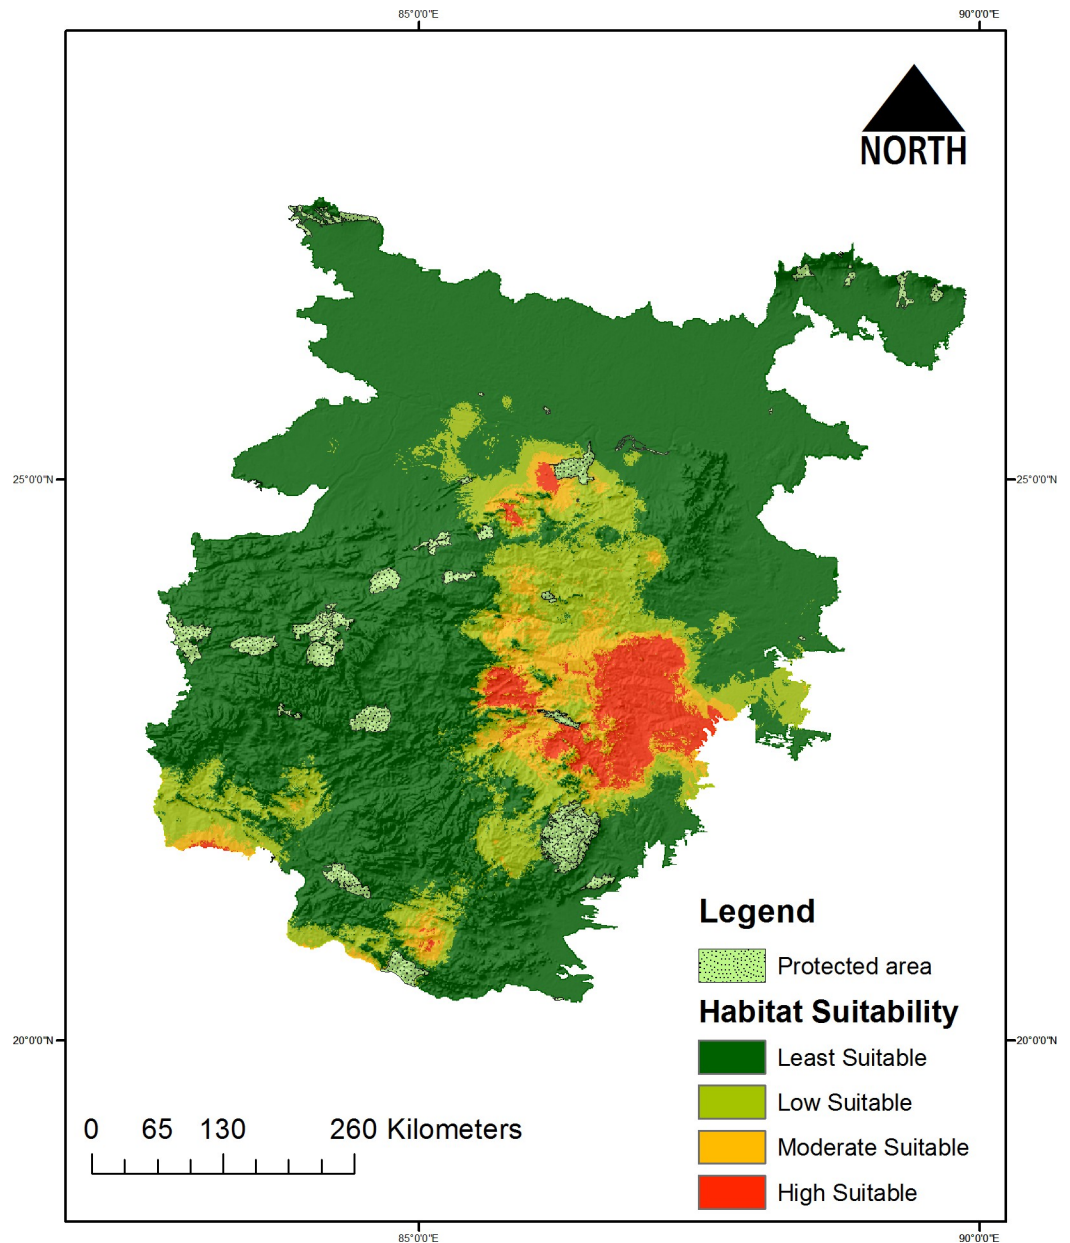 85°0'0"E 90°0'0"E
NORTH
25°0'0"N 25°0'0"N
Legend
Protected area
Habitat Suitability
20°0'0"N 20°0'0"N
Least Suitable
Low Suitable
0 65 130 260 Kilometers
Moderate Suitable
High Suitable
85°0'0"E 90°0'0"E